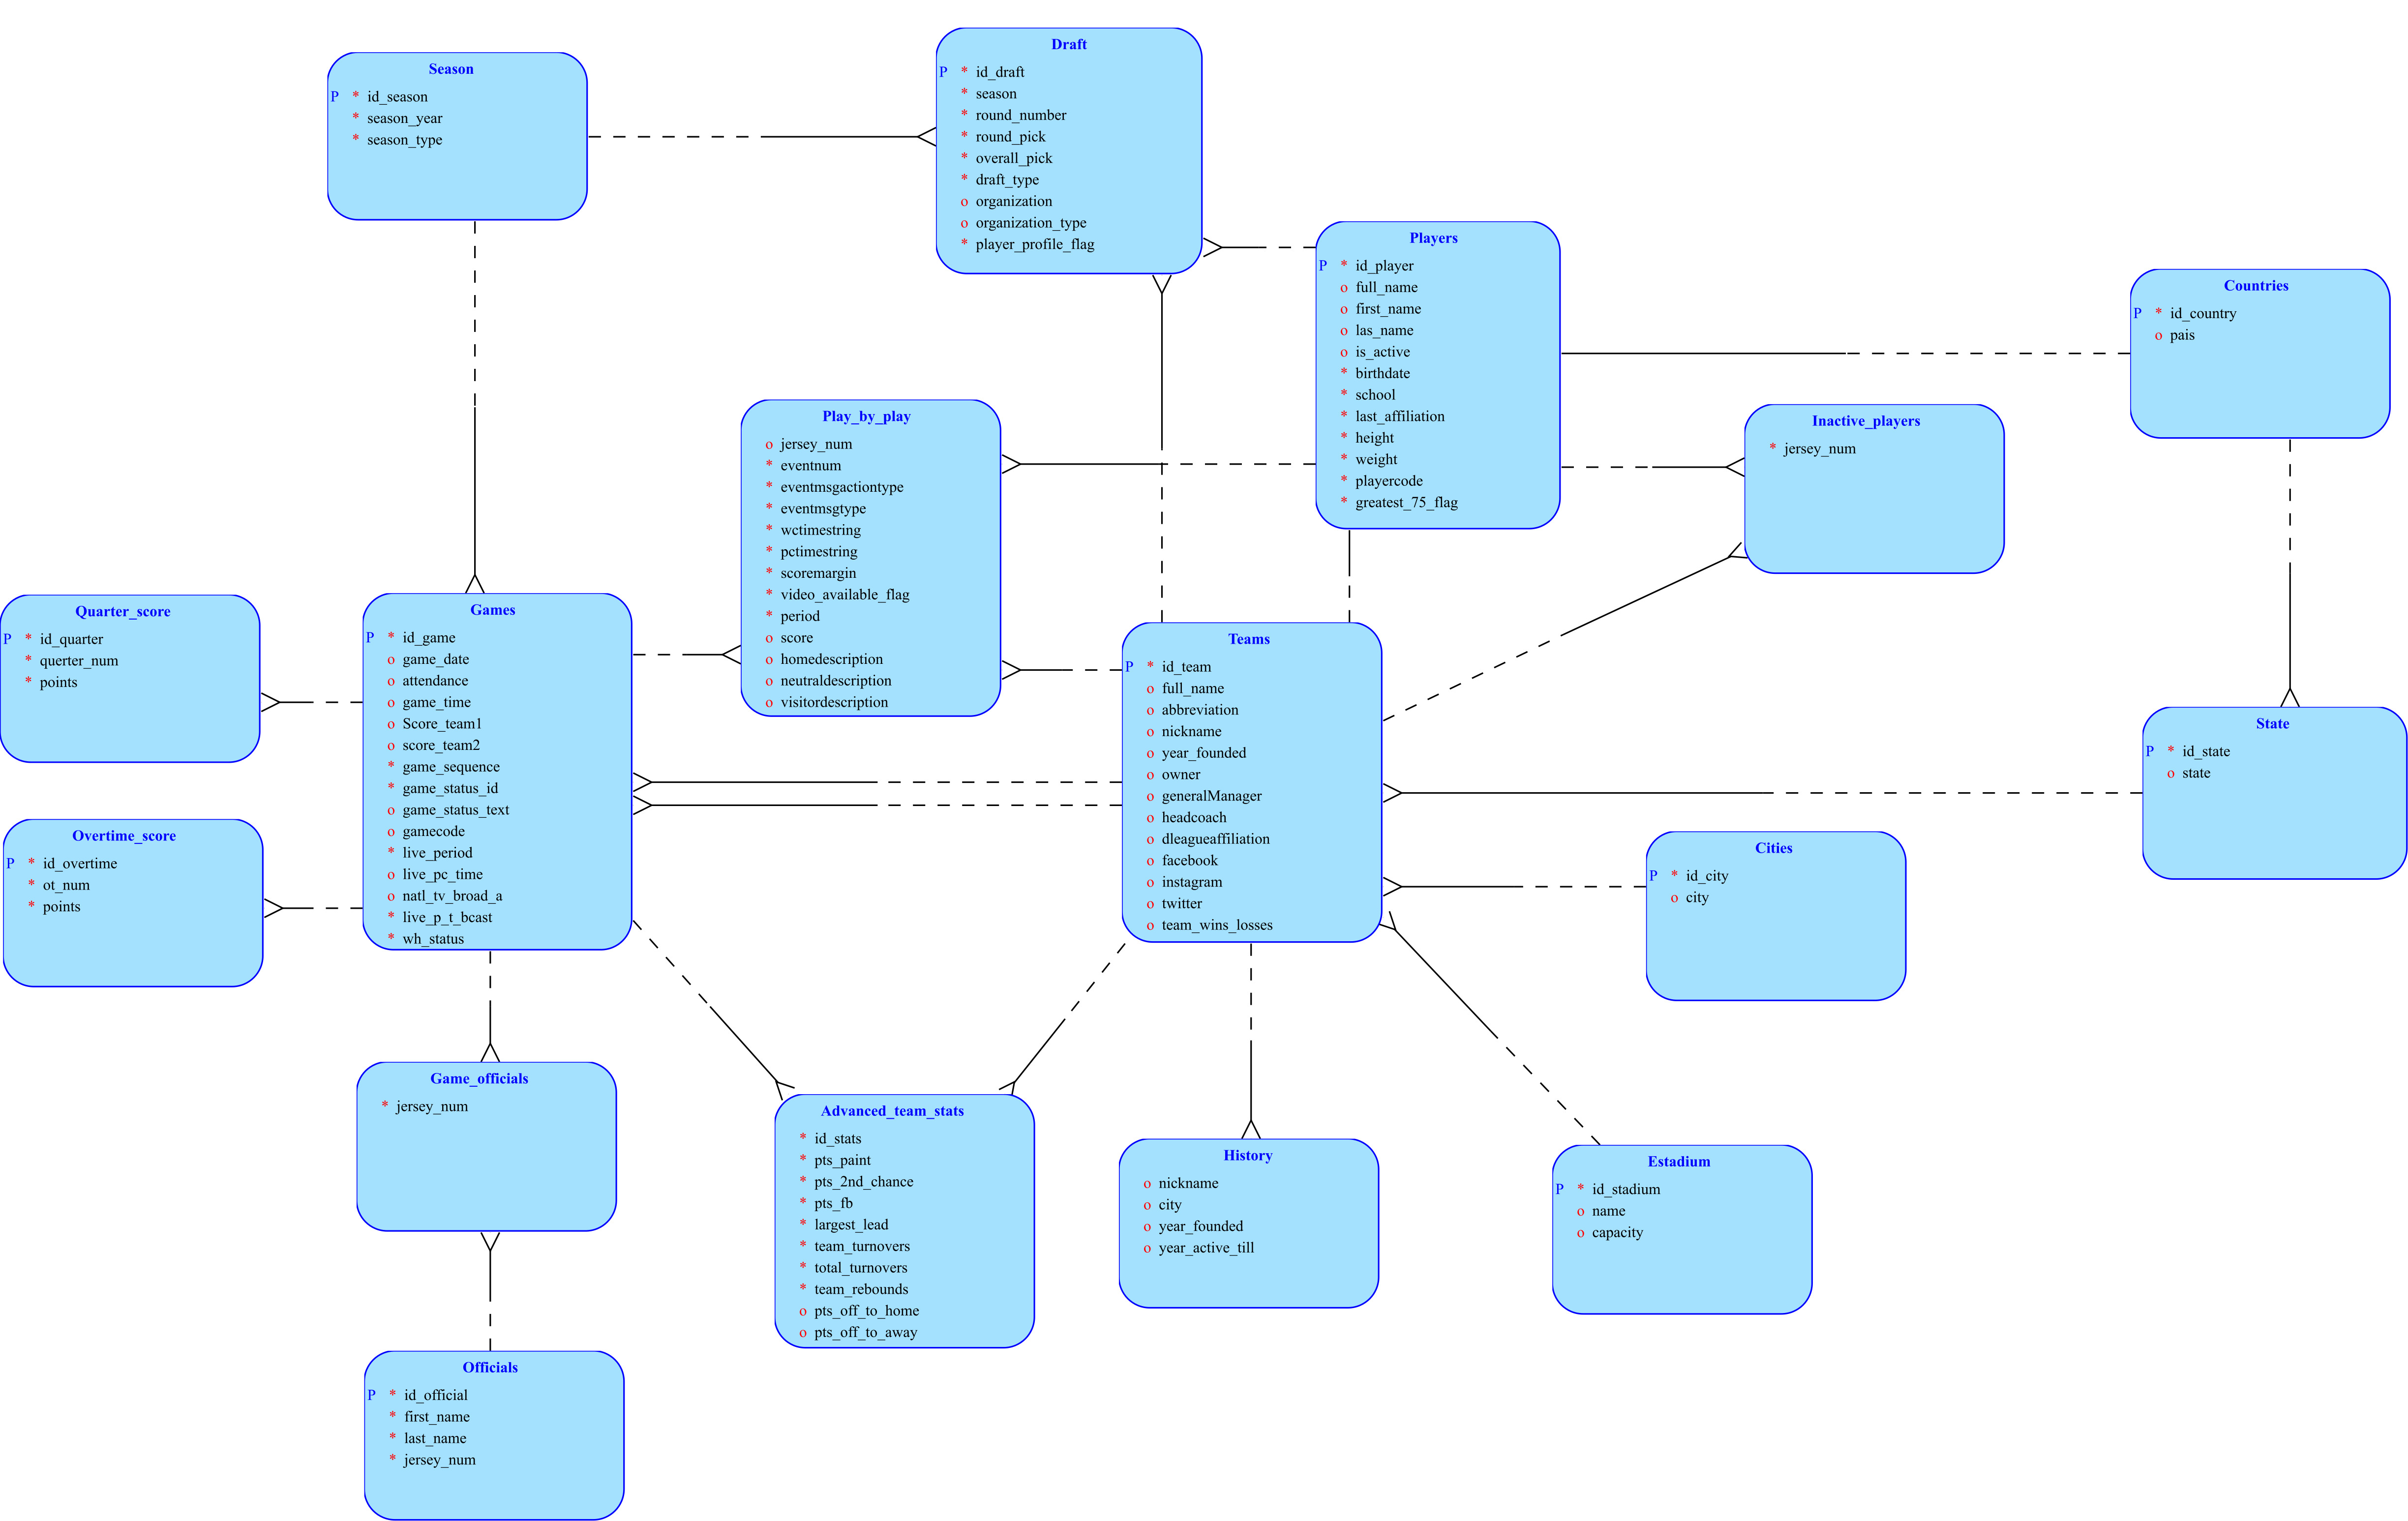 Season
P * id_season
* season_year
* season_type
Draft
P * id_draft
* season
* round_number
* round_pick
* overall_pick
* draft_type
o organization
o organization_type
* player_profile_flag
Players
P * id_player
o full_name
o first_name
o las_name
o is_active
* birthdate
* school
* last_affiliation
* height
* weight
* playercode
* greatest_75_flag
Countries
P * id_country
o pais
Play_by_play
o jersey_num
* eventnum
* eventmsgactiontype
* eventmsgtype
* wctimestring
* pctimestring
* scoremargin
* video_available_flag
* period
o score
o homedescription
o neutraldescription
o visitordescription
Inactive_players
* jersey_num
Quarter_score
P * id_quarter
* querter_num
* points
Games
P * id_game
o game_date
o attendance
o game_time
o Score_team1
o score_team2
* game_sequence
* game_status_id
o game_status_text
o gamecode
* live_period
o live_pc_time
o natl_tv_broad_a
* live_p_t_bcast
* wh_status
Teams
P * id_team
o full_name
o abbreviation
o nickname
o year_founded
o owner
o generalManager
o headcoach
o dleagueaffiliation
o facebook
o instagram
o twitter
o team_wins_losses
State
P * id_state
o state
Overtime_score
P * id_overtime
* ot_num
* points
Cities
P * id_city
o city
Game_officials
* jersey_num
Advanced_team_stats
* id_stats
* pts_paint
* pts_2nd_chance
* pts_fb
* largest_lead
* team_turnovers
* total_turnovers
* team_rebounds
o pts_off_to_home
o pts_off_to_away
History
o nickname
o city
o year_founded
o year_active_till
Estadium
P * id_stadium
o name
o capacity
Officials
P * id_official
* first_name
* last_name
* jersey_num